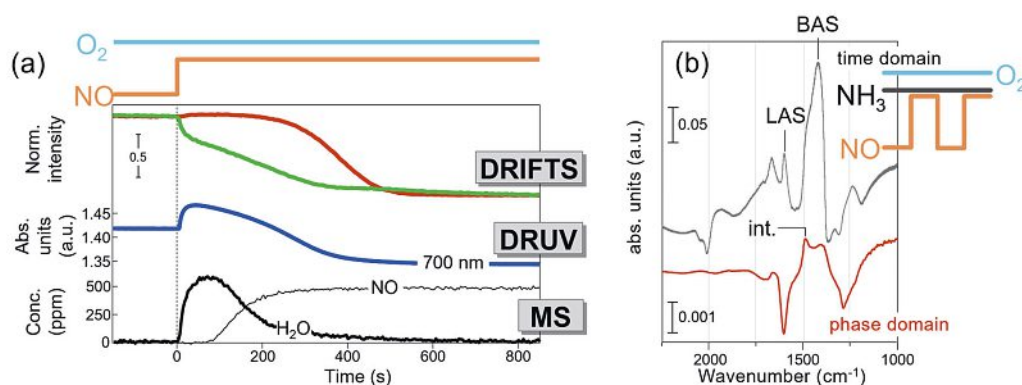 (a)
O2
NO
Norm.
intensity
0.5
DRIFTS
Abs.
units
(a.u.)
1.45
1.40
1.35
700 nm
DRUV
Conc.
(ppm)
500
250
0
NO
H2O
MS
0 200 400 600 800
Time (s)
(b)
BAS
time domain
O2
NH3
NO
LAS
0.05
abs. units (a.u.)
int.
0.001
phase domain
2000 1500 1000
Wavenumber (cm-1)